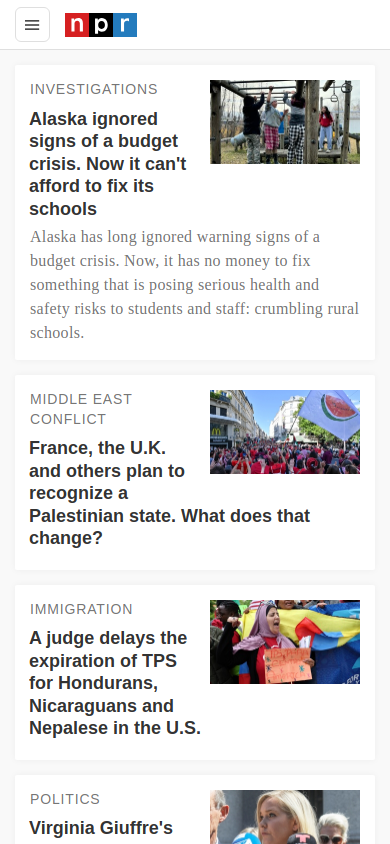 npr
INVESTIGATIONS
Alaska ignored
signs of a budget
crisis. Now it can't
afford to fix its
schools
Alaska has long ignored warning signs of a
budget crisis. Now, it has no money to fix
something that is posing serious health and
safety risks to students and staff: crumbling rural
schools.
MIDDLE EAST
CONFLICT
France, the U.K.
and others plan to
recognize a
Palestinian state. What does that
change?
IMMIGRATION
A judge delays the
expiration of TPS
for Hondurans,
Nicaraguans and
Nepalese in the U.S.
POLITICS
Virginia Giuffre's